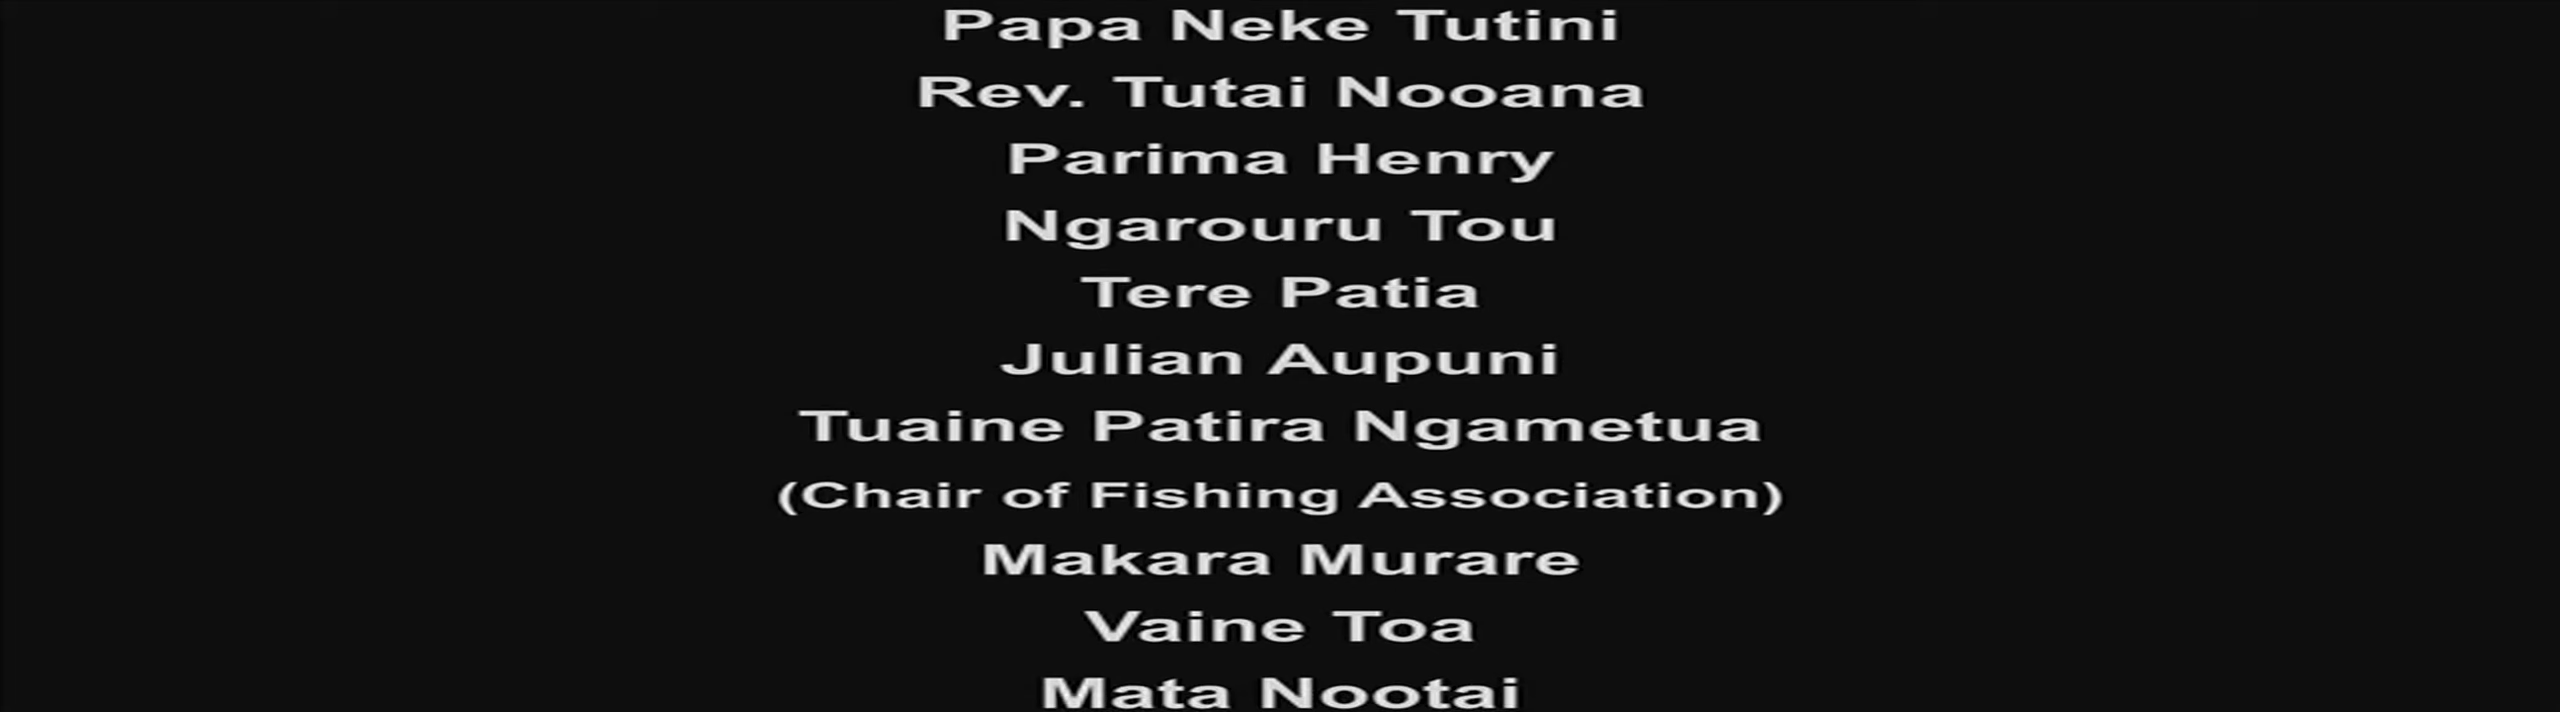 Papa Neke Tutini
Rev. Tutai Nooana
Parima Henry
Ngarouru Tou
Tere Patia
Julian Aupuni
Tuaine Patira Ngametua
(Chair of Fishing Association)
Makara Murare
Vaine Toa
Mata Nootai